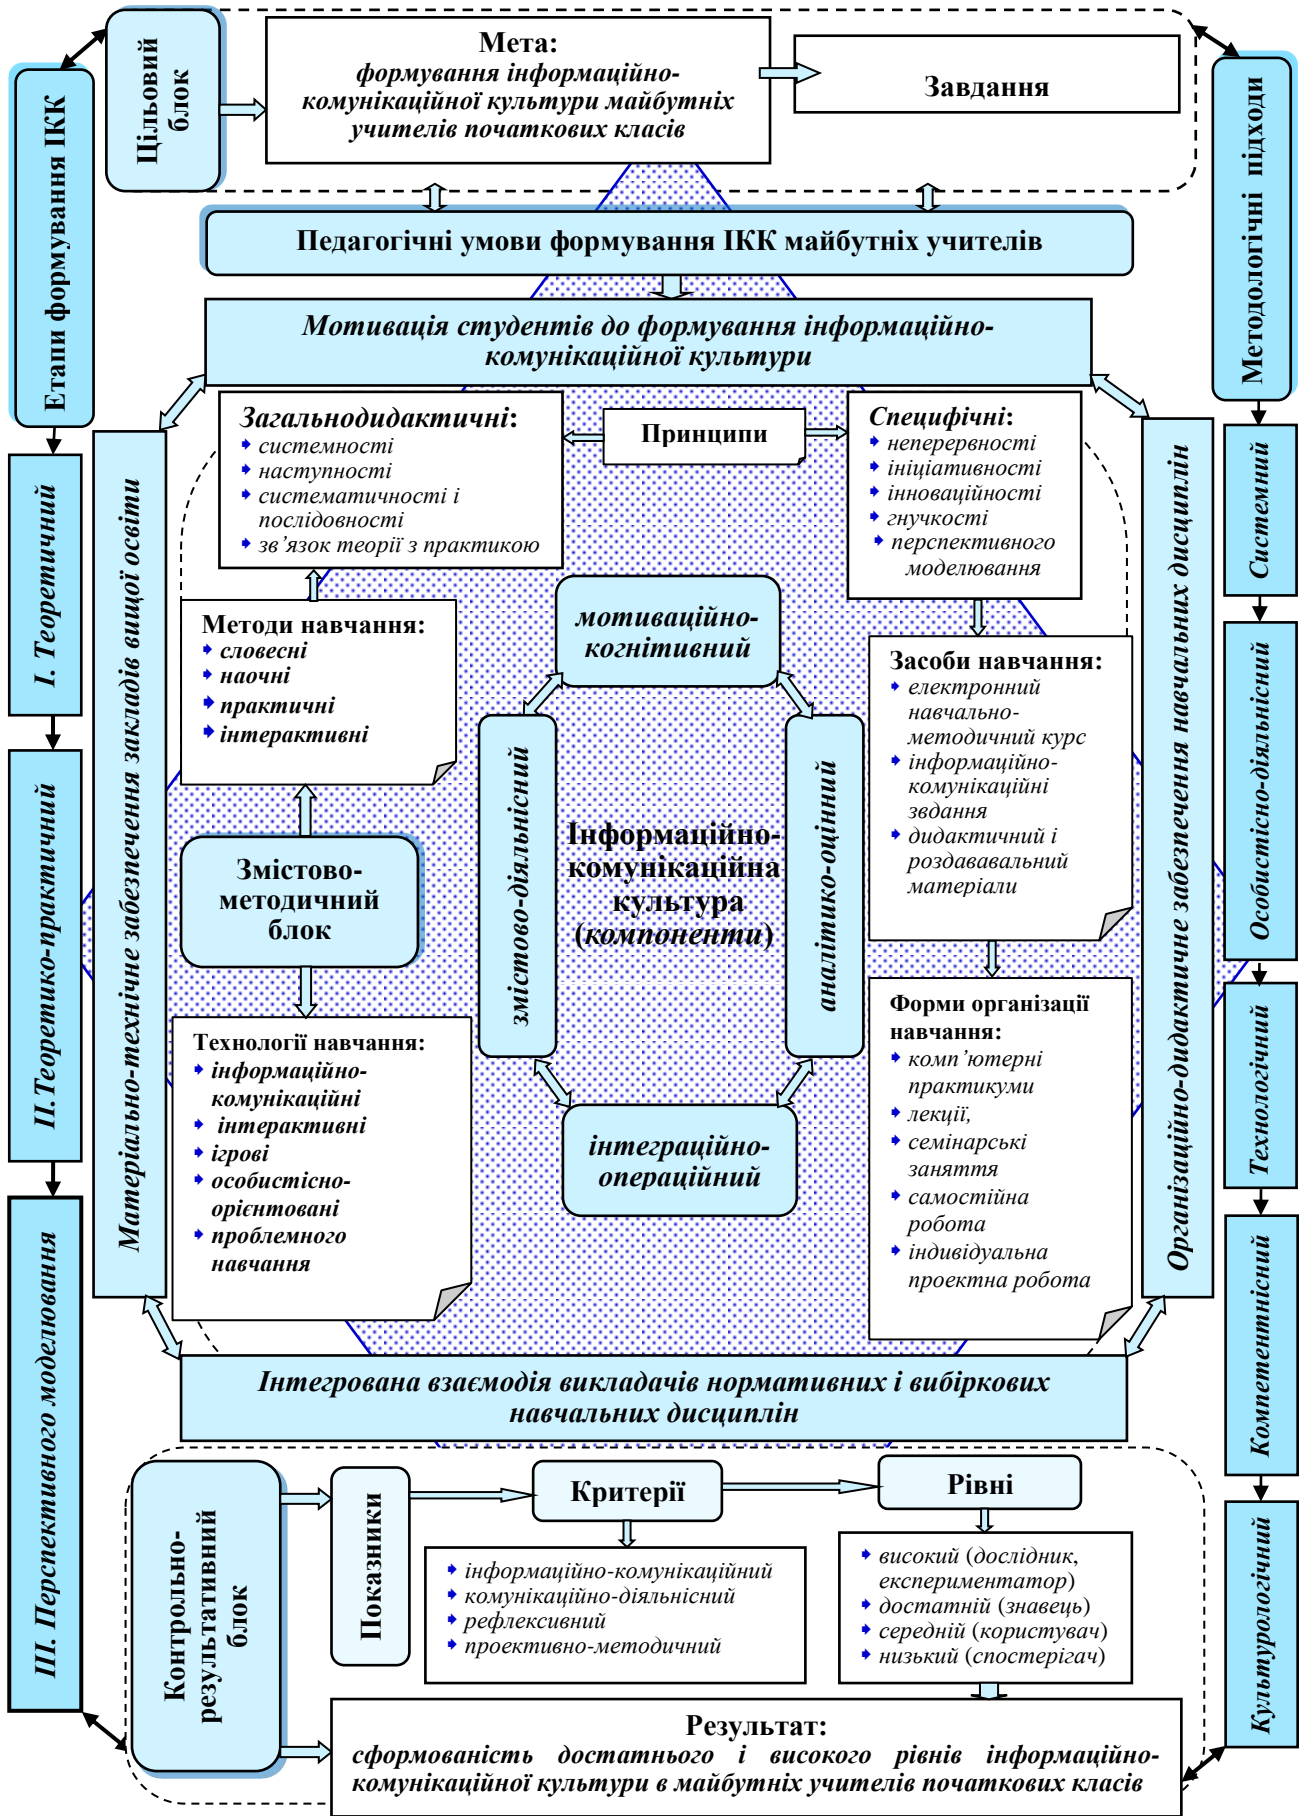 Цільовий
блок
Мета:
формування інформаційно-
комунікаційної культури майбутніх
учителів початкових класів
Завдання
Етапи формування ІКК
І. Теоретичний
ІІ.Теоретико-практичний
ІІІ. Перспективного моделювання
Методологічні підходи
Системний
Особистісно-діяльнісний
Технологічний
Компетентнісний
Культурологічний
Педагогічні умови формування ІКК майбутніх учителів
Мотивація студентів до формування інформаційно-
комунікаційної культури
Матеріально-технічне забезпечення закладів вищої освіти
Організаційно-дидактичне забезпечення навчальних дисциплін
Загальнодидактичні:
системності
наступності
систематичності і
послідовності
зв’язок теорії з практикою
Принципи
Специфічні:
неперервності
ініціативності
інноваційності
гнучкості
перспективного
моделювання
Методи навчання:
словесні
наочні
практичні
інтерактивні
Змістово-
методичний
блок
Технології навчання:
інформаційно-
комунікаційні
інтерактивні
ігрові
особистісно-
орієнтовані
проблемного
навчання
мотиваційно-
когнітивний
змістово-діяльнісний
Інформаційно-
комунікаційна
культура
(компоненти)
аналітико-оцінний
інтеграційно-
операційний
Засоби навчання:
електронний
навчально-
методичний курс
інформаційно-
комунікаційні
звдання
дидактичний і
роздававальний
матеріали
Форми організації
навчання:
комп’ютерні
практикуми
лекції,
семінарські
заняття
самостійна
робота
індивідуальна
проектна робота
Інтегрована взаємодія викладачів нормативних і вибіркових
навчальних дисциплін
Контрольно-
результативний
блок
Показники
Критерії
інформаційно-комунікаційний
комунікаційно-діяльнісний
рефлексивний
проективно-методичний
Рівні
високий (дослідник,
експериментатор)
достатній (знавець)
середній (користувач)
низький (спостерігач)
Результат:
сформованість достатнього і високого рівнів інформаційно-
комунікаційної культури в майбутніх учителів початкових класів